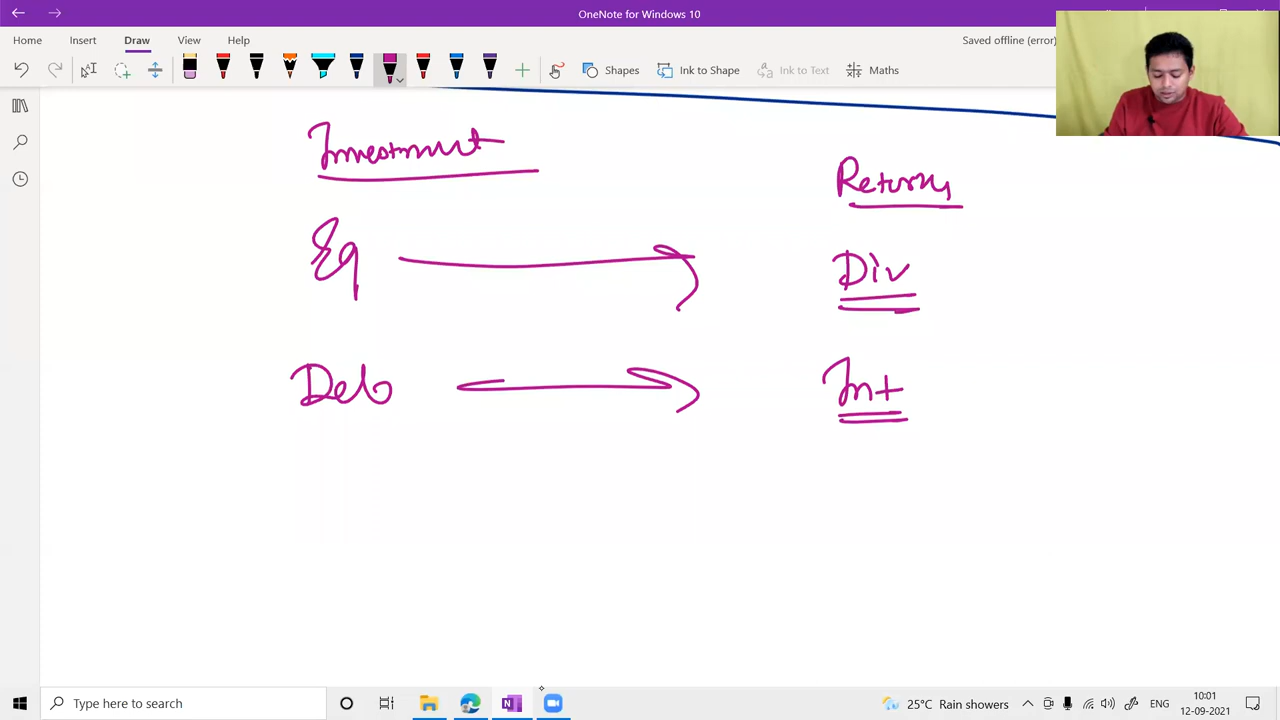 OneNote for Windows 10
Home Insert Draw View Help
Saved offline (error)
Shapes Ink to Shape Ink to Text Maths
Investment
Returns
Eq Div
Deb Int
Type here to search
25°C Rain showers ENG 10:01
12-09-2021